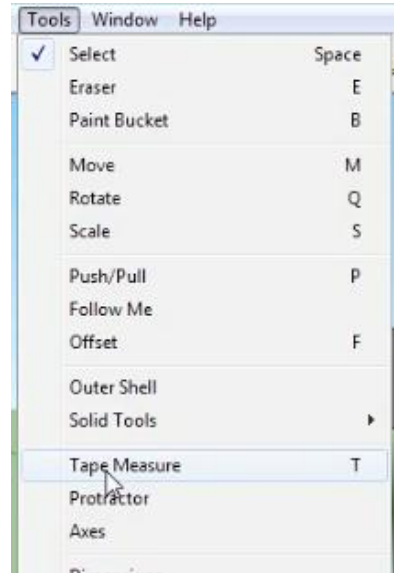 Tools Window Help
✓ Select Space
Eraser E
Paint Bucket B
Move M
Rotate Q
Scale S
Push/Pull P
Follow Me
Offset F
Outer Shell
Solid Tools
Tape Measure T
Protractor
Axes